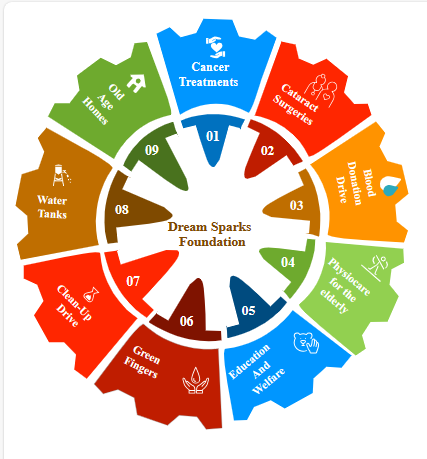 Cancer
Treatments
01
Cataract
Surgeries
02
Blood
Donation
Drive
03
Physiocare
for the
elderly
04
Education
And
Welfare
05
Green
Fingers
06
Clean-Up
Drive
07
Water
Tanks
08
Old
Age
Homes
09
Dream Sparks
Foundation